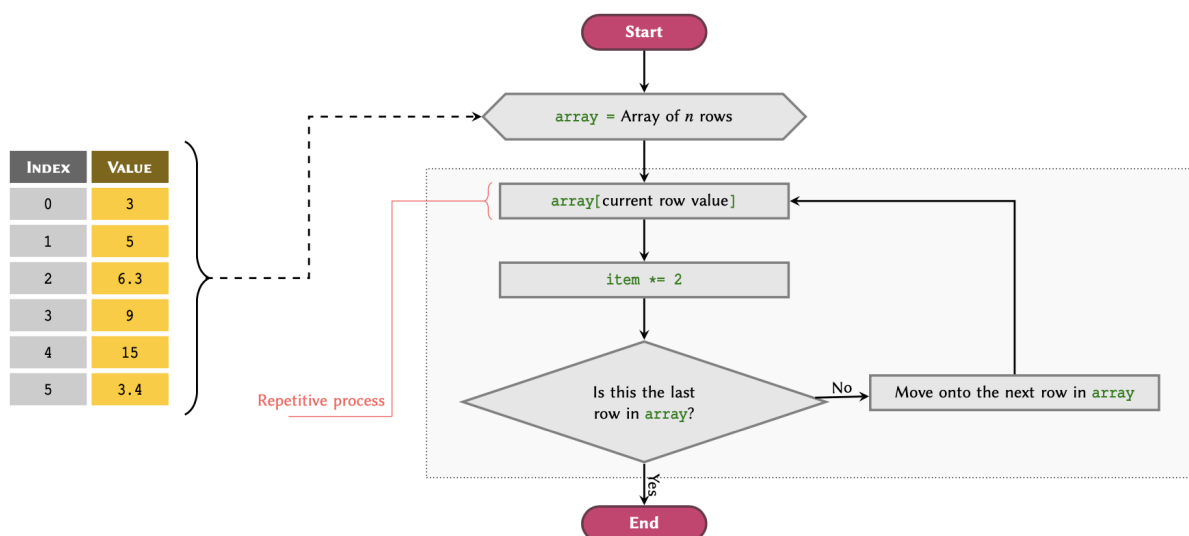 Start
array = Array of n rows
INDEX VALUE
0 3
1 5
2 6.3
3 9
4 15
5 3.4
array[current row value]
item *= 2
Repetitive process
Is this the last
row in array?
No
Move onto the next row in array
Yes
End